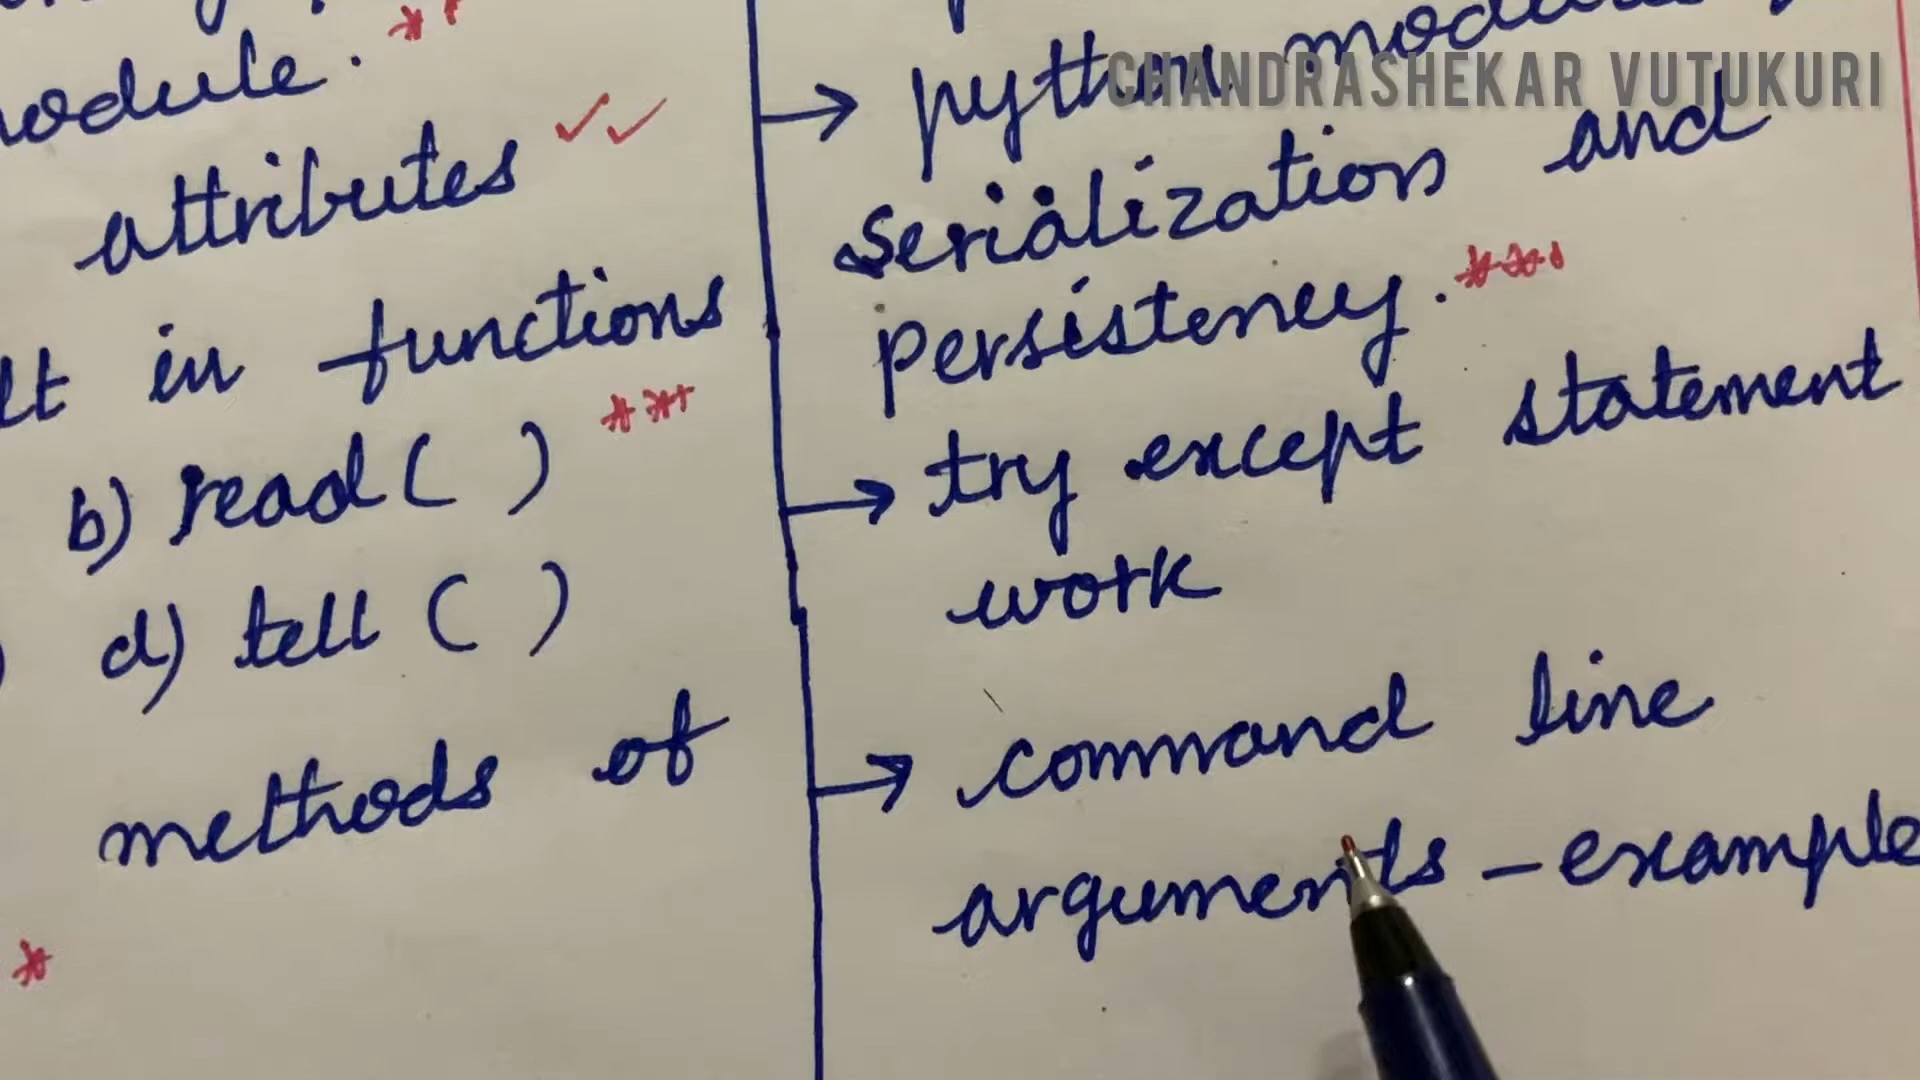 module.**
attributes
in functions
b) read( ) ***
d) tell ( )
methods of
*
→ python
serialization and
persistency. ***
→ try except statement
work
→ command line
arguments - example
CHANDRASHEKAR VUTUKURI